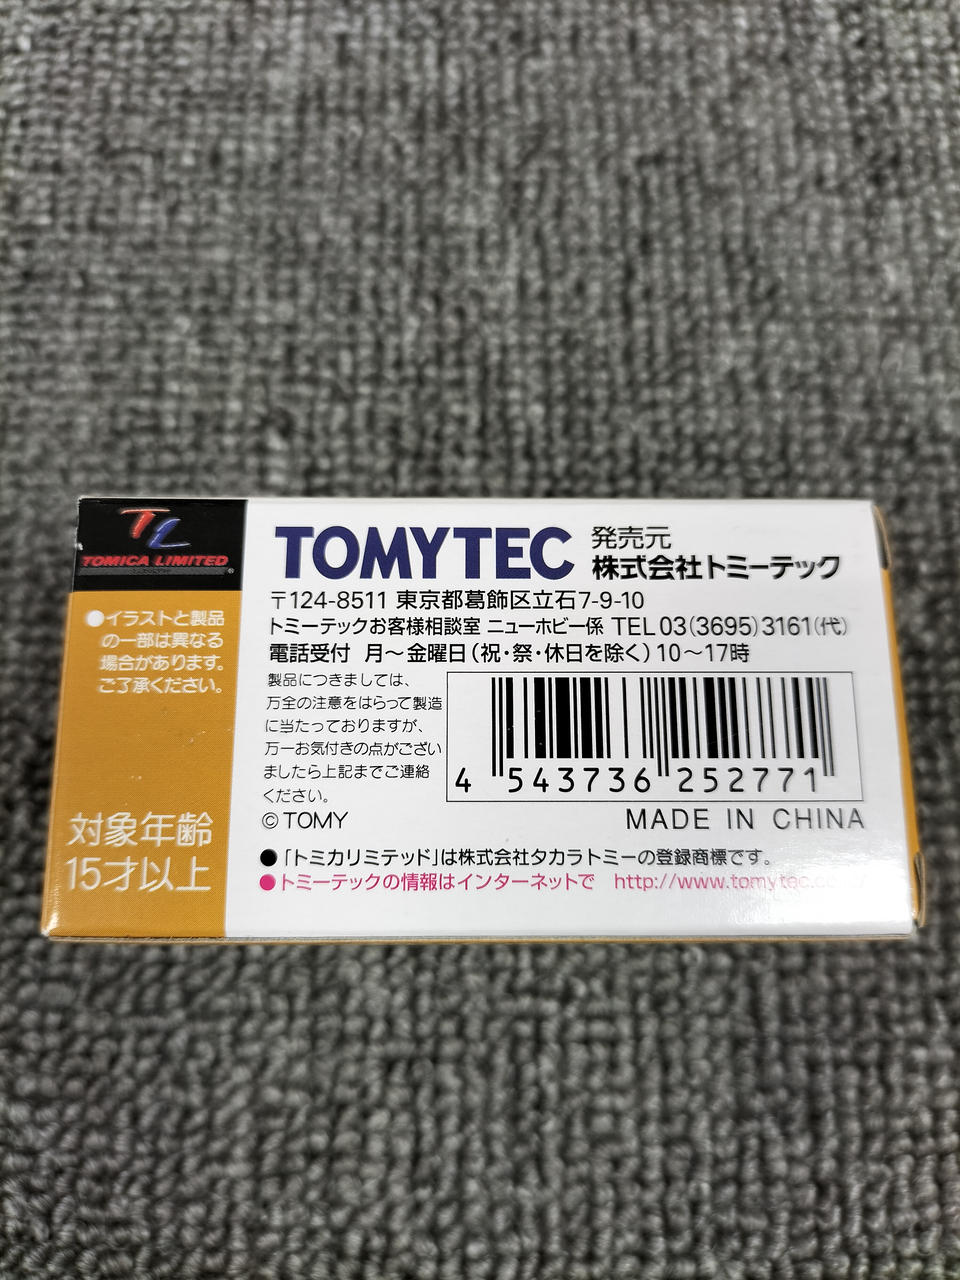 TL
TOMICA LIMITED
●イラストと製品
の一部は異なる
場合があります。
ご了承ください。
対象年齢
15才以上
TOMYTEC
発売元
株式会社トミーテック
〒124-8511 東京都葛飾区立石7-9-10
トミーテックお客様相談室 ニューホビー係 TEL 03(3695)3161(代)
電話受付 月〜金曜日(祝・祭・休日を除く)10〜17時
製品につきましては、
万全の注意をはらって製造
に当たっておりますが、
万一お気付きの点がござい
ましたら上記までご連絡
ください。
4 543736 252771
© TOMY
MADE IN CHINA
●「トミカリミテッド」は株式会社タカラトミーの登録商標です。
●トミーテックの情報はインターネットで http://www.tomytec.co